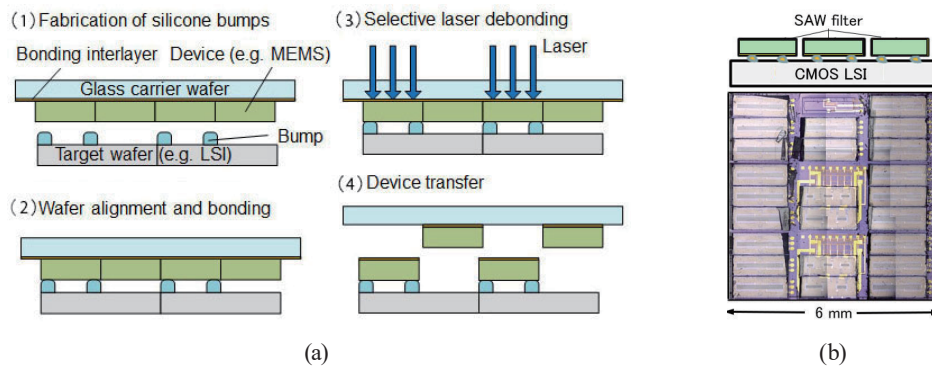 (1) Fabrication of silicone bumps
Bonding interlayer
Device (e.g. MEMS)
Glass carrier wafer
Bump
Target wafer (e.g. LSI)
(2) Wafer alignment and bonding
(3) Selective laser debonding
Laser
(4) Device transfer
(a)
SAW filter
CMOS LSI
6 mm
(b)